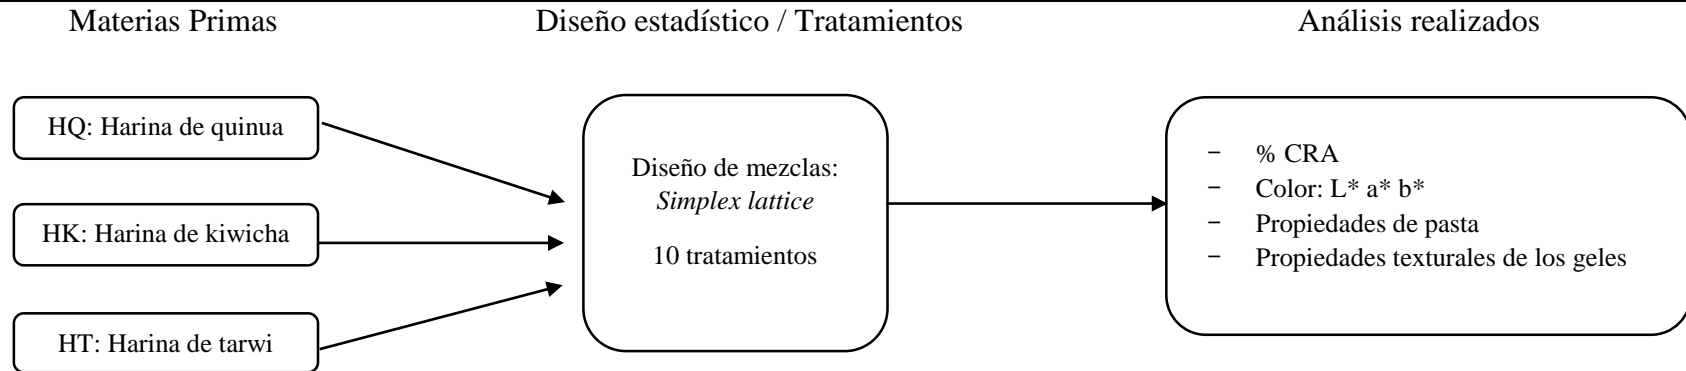 Materias Primas
Diseño estadístico / Tratamientos
Análisis realizados
HQ: Harina de quinua
HK: Harina de kiwicha
HT: Harina de tarwi
Diseño de mezclas:
Simplex lattice
10 tratamientos
− % CRA
− Color: L* a* b*
− Propiedades de pasta
− Propiedades texturales de los geles